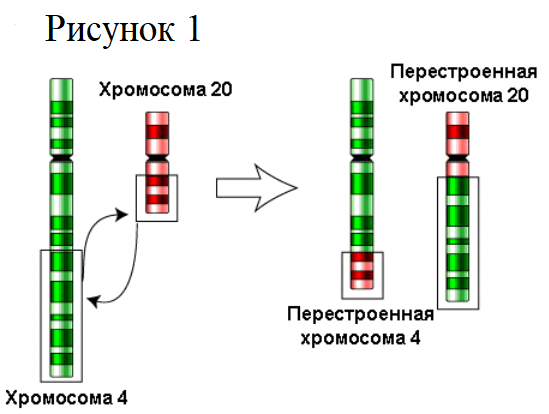 Рисунок 1
Хромосома 20
Перестроенная
хромосома 20
Перестроенная
хромосома 4
Хромосома 4